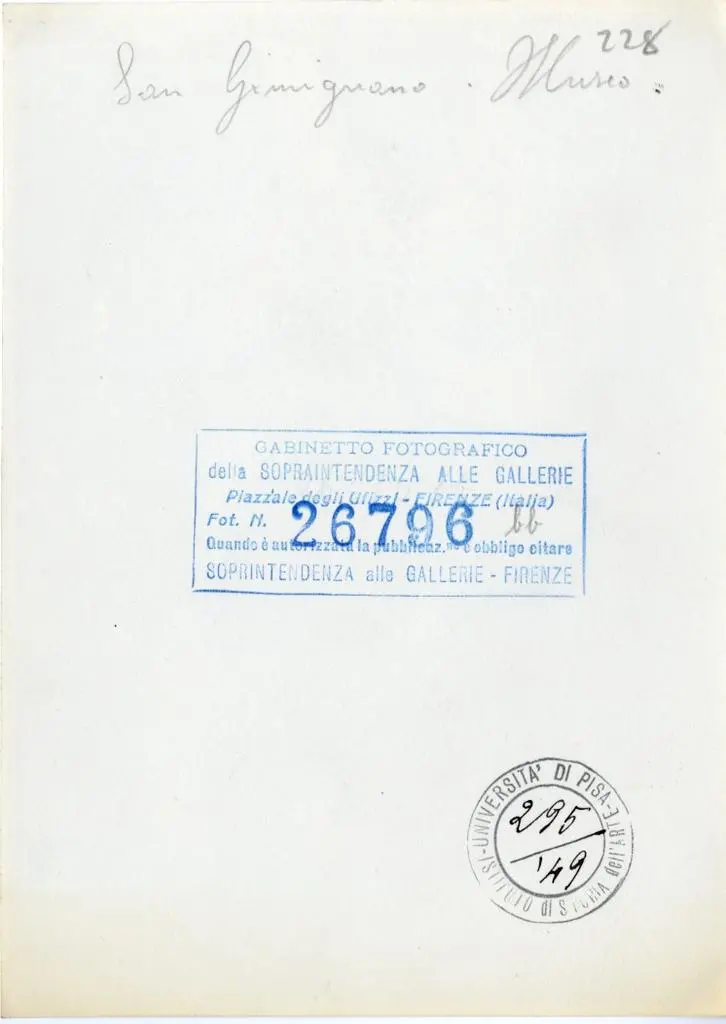 228
San Gimignano. Museo.
GABINETTO FOTOGRAFICO
della SOPRAINTENDENZA ALLE GALLERIE
Piazzale degli Uffizi - FIRENZE (Italia)
Fot. N. 26796 bb
Quando è autorizzata la pubblicaz.ne è obbligo citare
SOPRINTENDENZA alle GALLERIE - FIRENZE
UNIVERSITA' DI PISA - ISTITUTO di STORIA dell'ARTE
295
'49